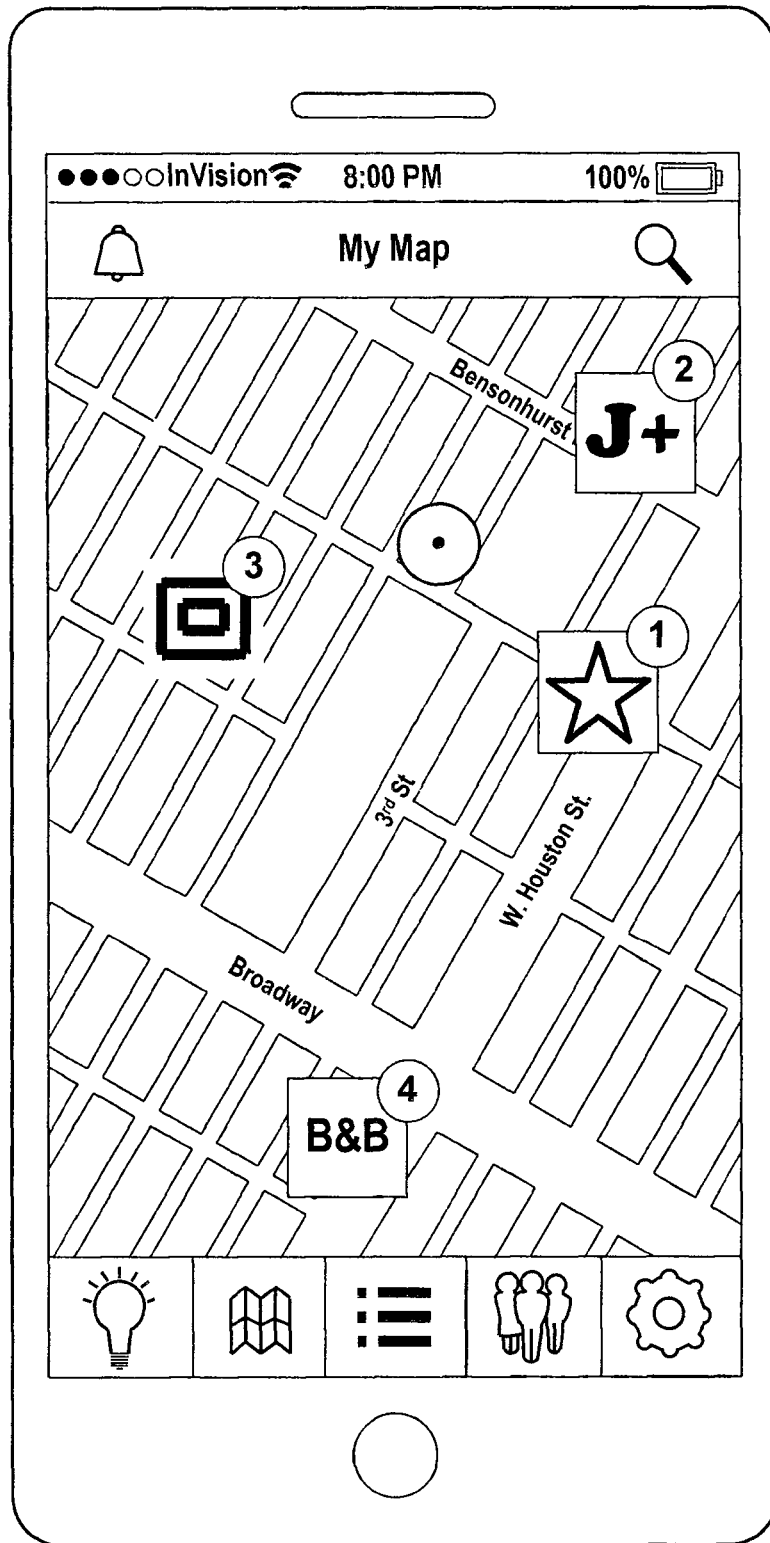 InVision 8:00 PM 100%
My Map
Bensonhurst
2
J+
3
1
3rd St
W. Houston St.
Broadway
4
B&B